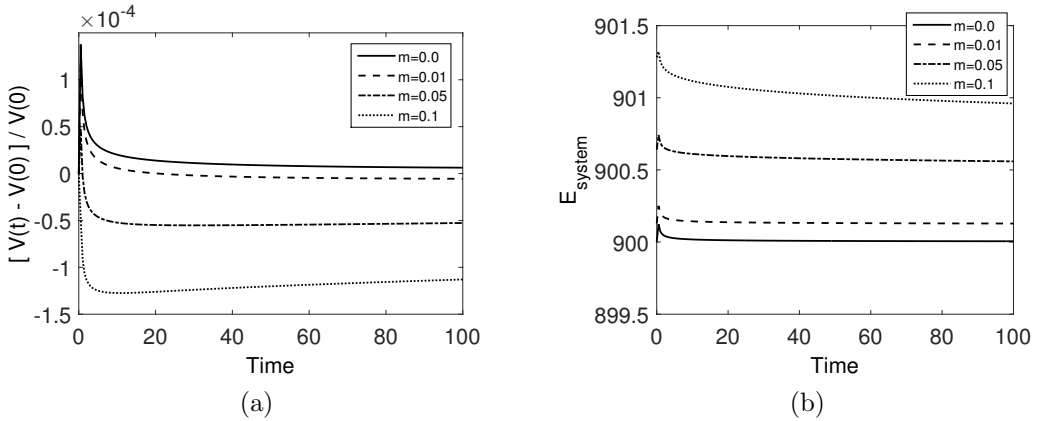 ×10⁻⁴
[ V(t) - V(0) ] / V(0)
1
0.5
0
-0.5
-1
-1.5
0 20 40 60 80 100
Time
m=0.0
m=0.01
m=0.05
m=0.1
(a)
E_system
901.5
901
900.5
900
899.5
0 20 40 60 80 100
Time
m=0.0
m=0.01
m=0.05
m=0.1
(b)